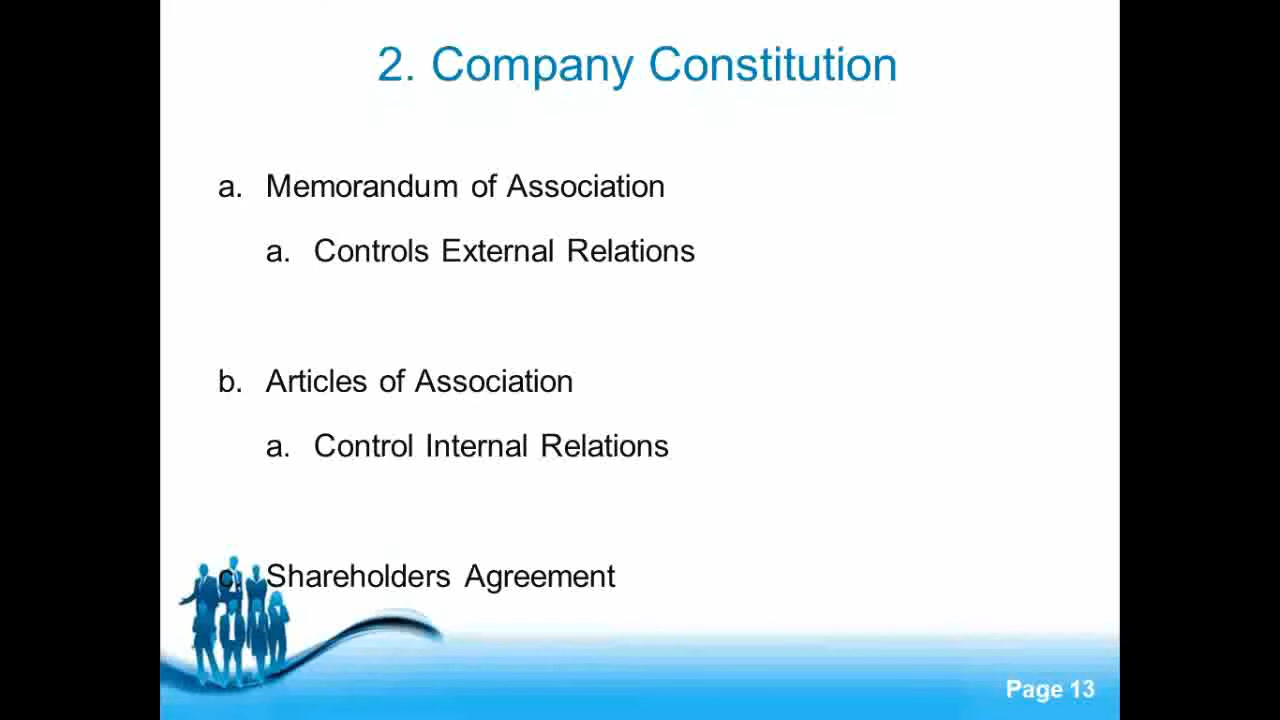 2. Company Constitution
a. Memorandum of Association
a. Controls External Relations
b. Articles of Association
a. Control Internal Relations
c. Shareholders Agreement
Page 13